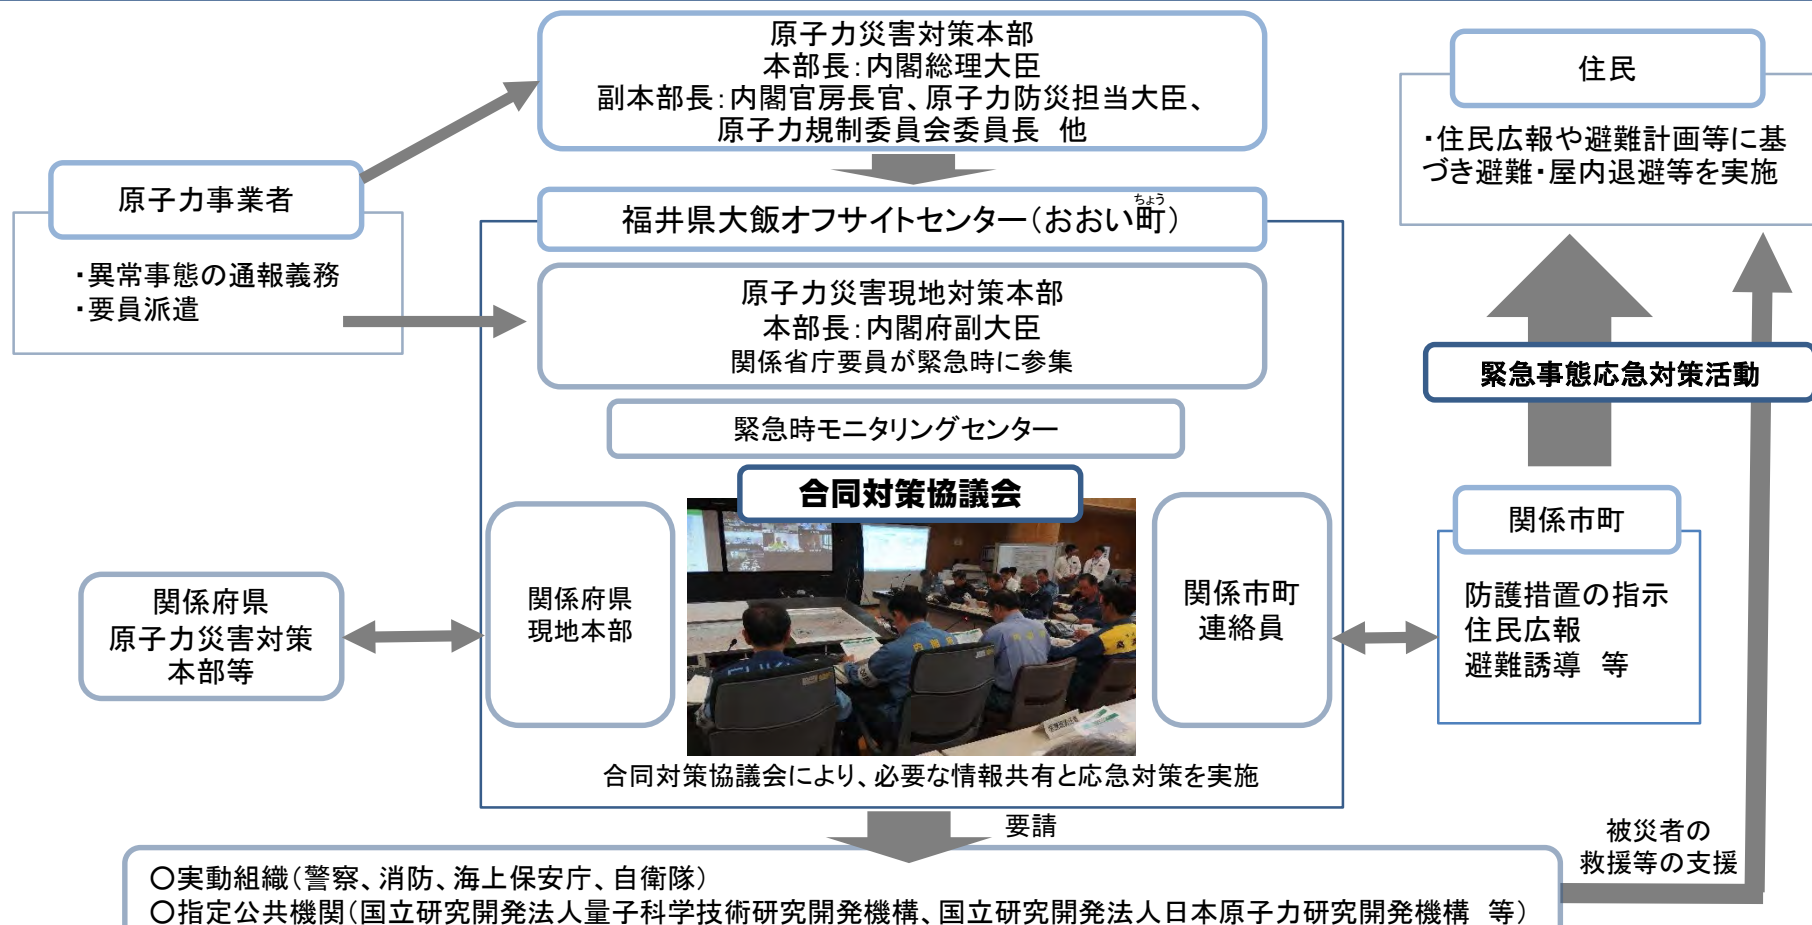 原子力災害対策本部
本部長：内閣総理大臣
副本部長：内閣官房長官、原子力防災担当大臣、
原子力規制委員会委員長　他
住民
・住民広報や避難計画等に基
づき避難・屋内退避等を実施
原子力事業者
・異常事態の通報義務
・要員派遣
ちょう
福井県大飯オフサイトセンター（おおい町）
原子力災害現地対策本部
本部長：内閣府副大臣
関係省庁要員が緊急時に参集
緊急時モニタリングセンター
緊急事態応急対策活動
合同対策協議会
関係府県
原子力災害対策
本部等
関係府県
現地本部
関係市町
連絡員
関係市町
防護措置の指示
住民広報
避難誘導　等
合同対策協議会により、必要な情報共有と応急対策を実施
要請
被災者の
救援等の支援
〇実動組織（警察、消防、海上保安庁、自衛隊）
〇指定公共機関（国立研究開発法人量子科学技術研究開発機構、国立研究開発法人日本原子力研究開発機構　等）